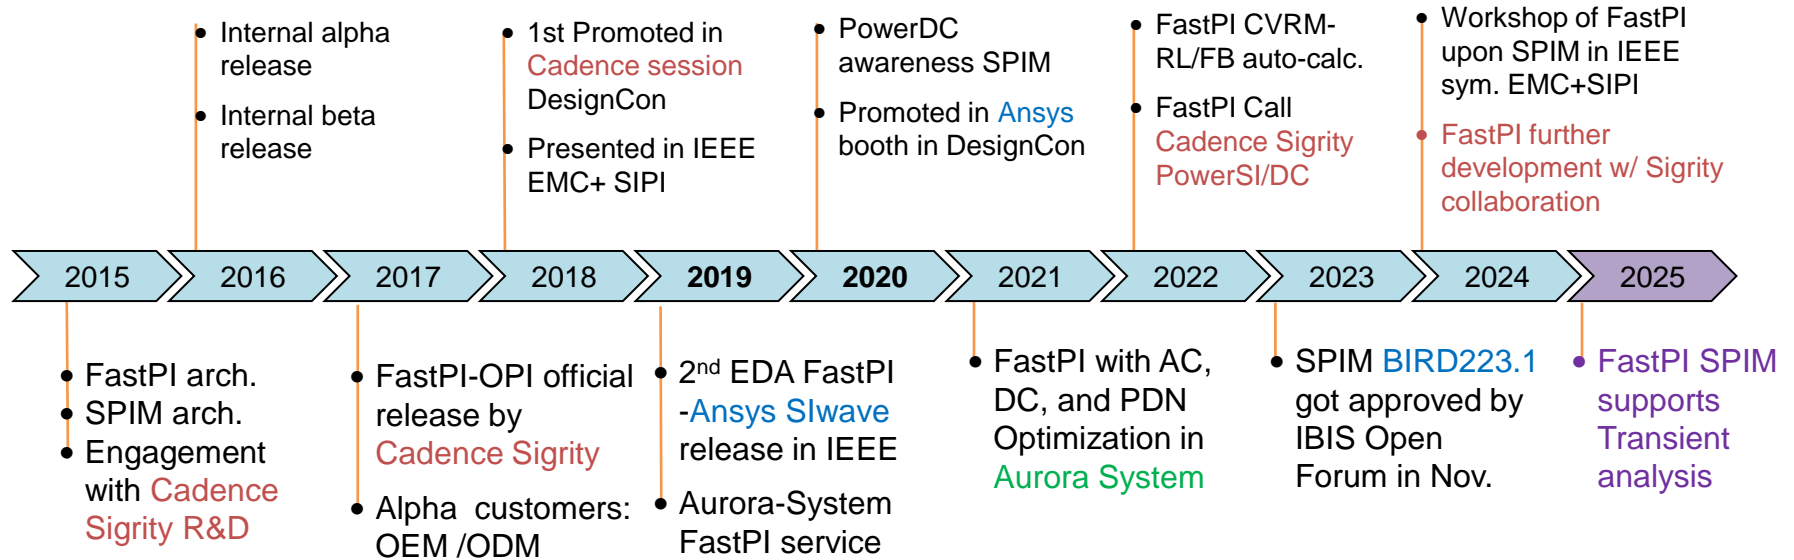 • Internal alpha
release
• Internal beta
release
• 1st Promoted in
Cadence session
DesignCon
• Presented in IEEE
EMC+ SIPI
• PowerDC
awareness SPIM
• Promoted in Ansys
booth in DesignCon
• FastPI CVRM-
RL/FB auto-calc.
• FastPI Call
Cadence Sigrity
PowerSI/DC
• Workshop of FastPI
upon SPIM in IEEE
sym. EMC+SIPI
• FastPI further
development w/ Sigrity
collaboration
2015
2016
2017
2018
2019
2020
2021
2022
2023
2024
2025
• FastPI arch.
• SPIM arch.
• Engagement
with Cadence
Sigrity R&D
• FastPI-OPI official
release by
Cadence Sigrity
• Alpha customers:
OEM /ODM
• 2nd EDA FastPI
-Ansys SIwave
release in IEEE
• Aurora-System
FastPI service
• FastPI with AC,
DC, and PDN
Optimization in
Aurora System
• SPIM BIRD223.1
got approved by
IBIS Open
Forum in Nov.
• FastPI SPIM
supports
Transient
analysis